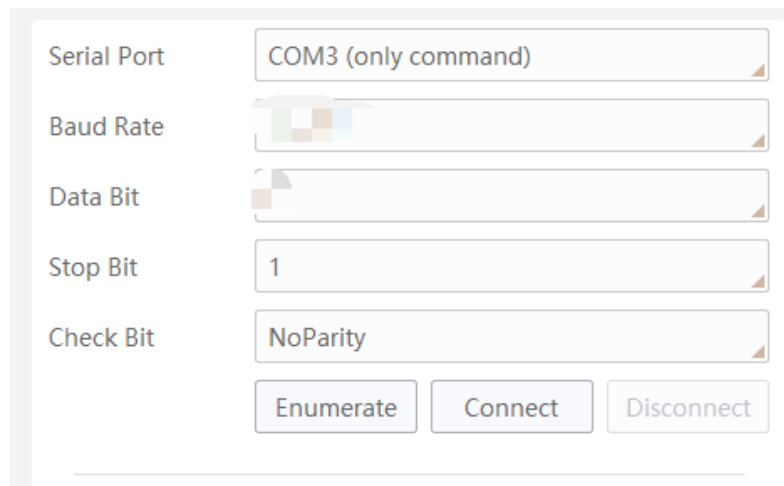 Serial Port COM3 (only command)
Baud Rate
Data Bit
Stop Bit 1
Check Bit NoParity
Enumerate Connect Disconnect